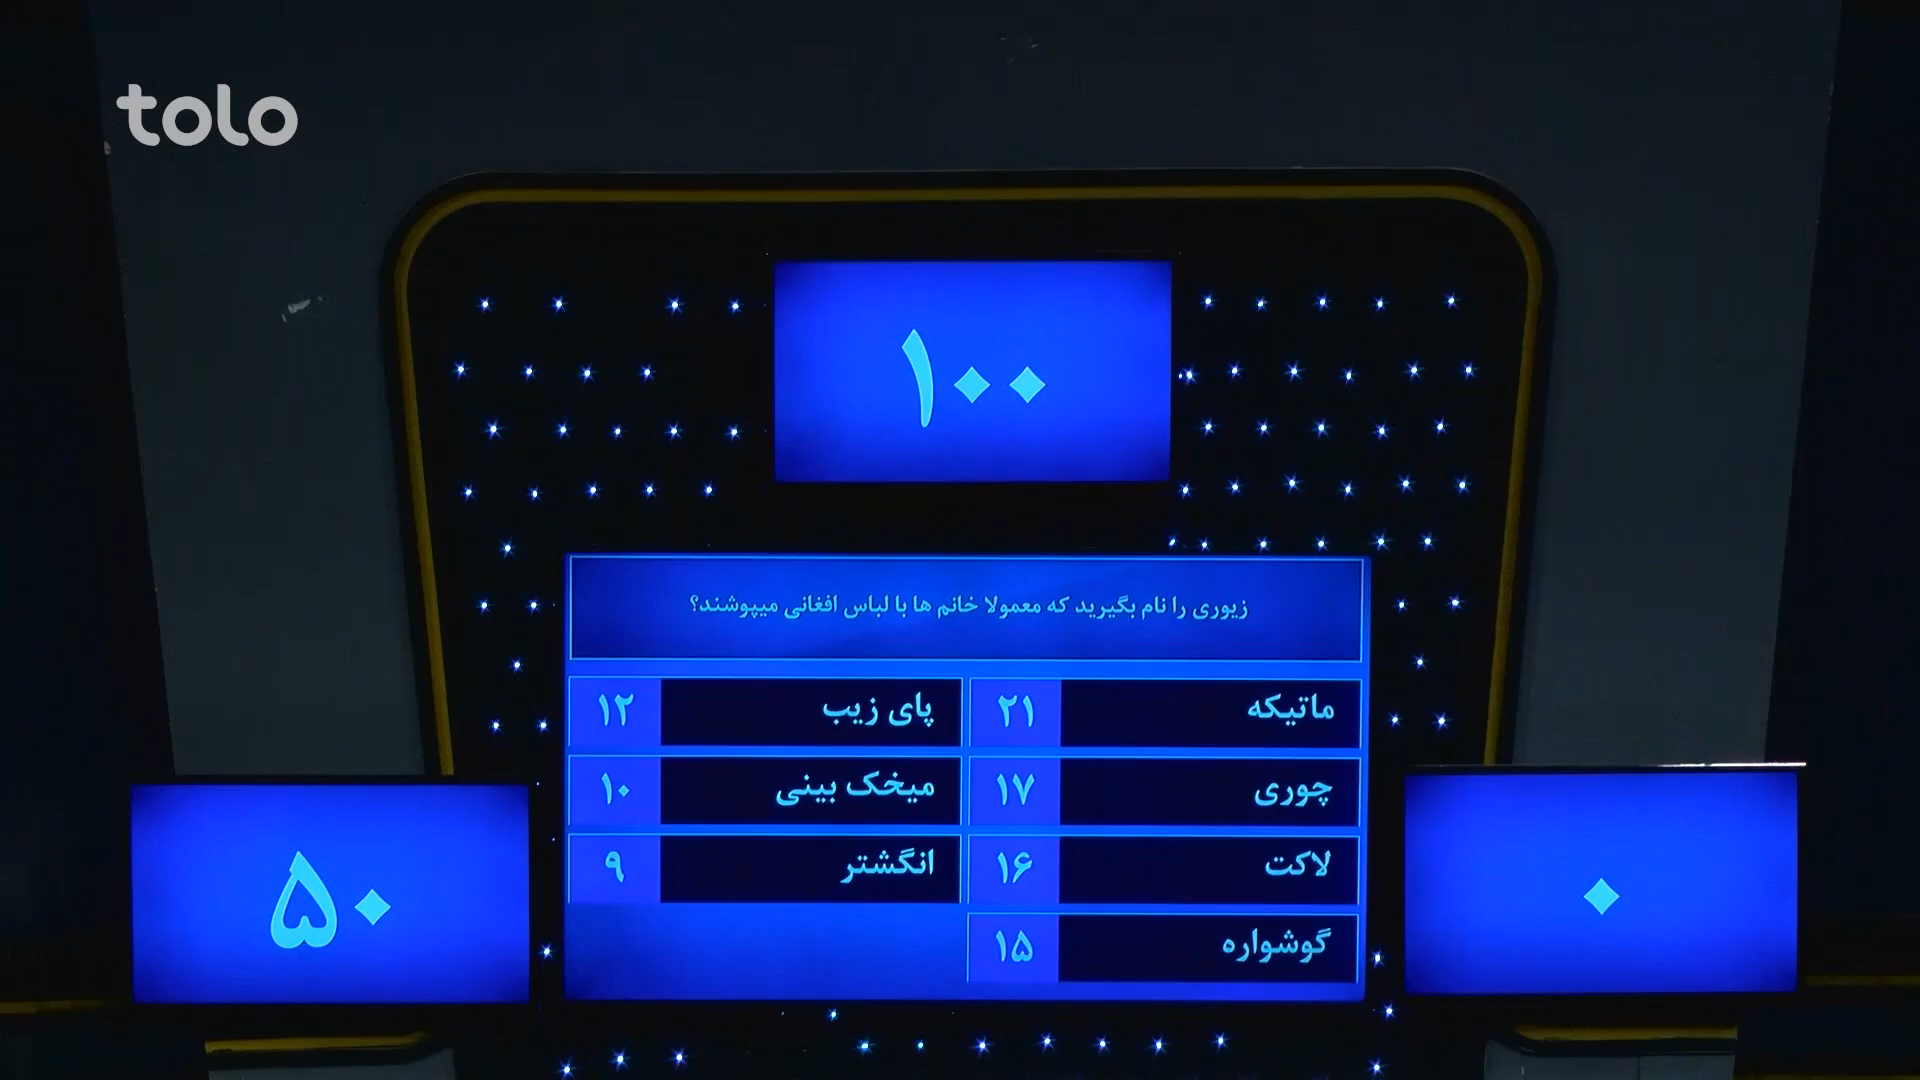 tolo
۱۰۰
زیوری را نام بگیرید که معمولا خانم ها با لباس افغانی میپوشند؟
ماتیکه ۲۱
چوری ۱۷
لاکت ۱۶
گوشواره ۱۵
پای زیب ۱۲
میخک بینی ۱۰
انگشتر ۹
۵۰
۰